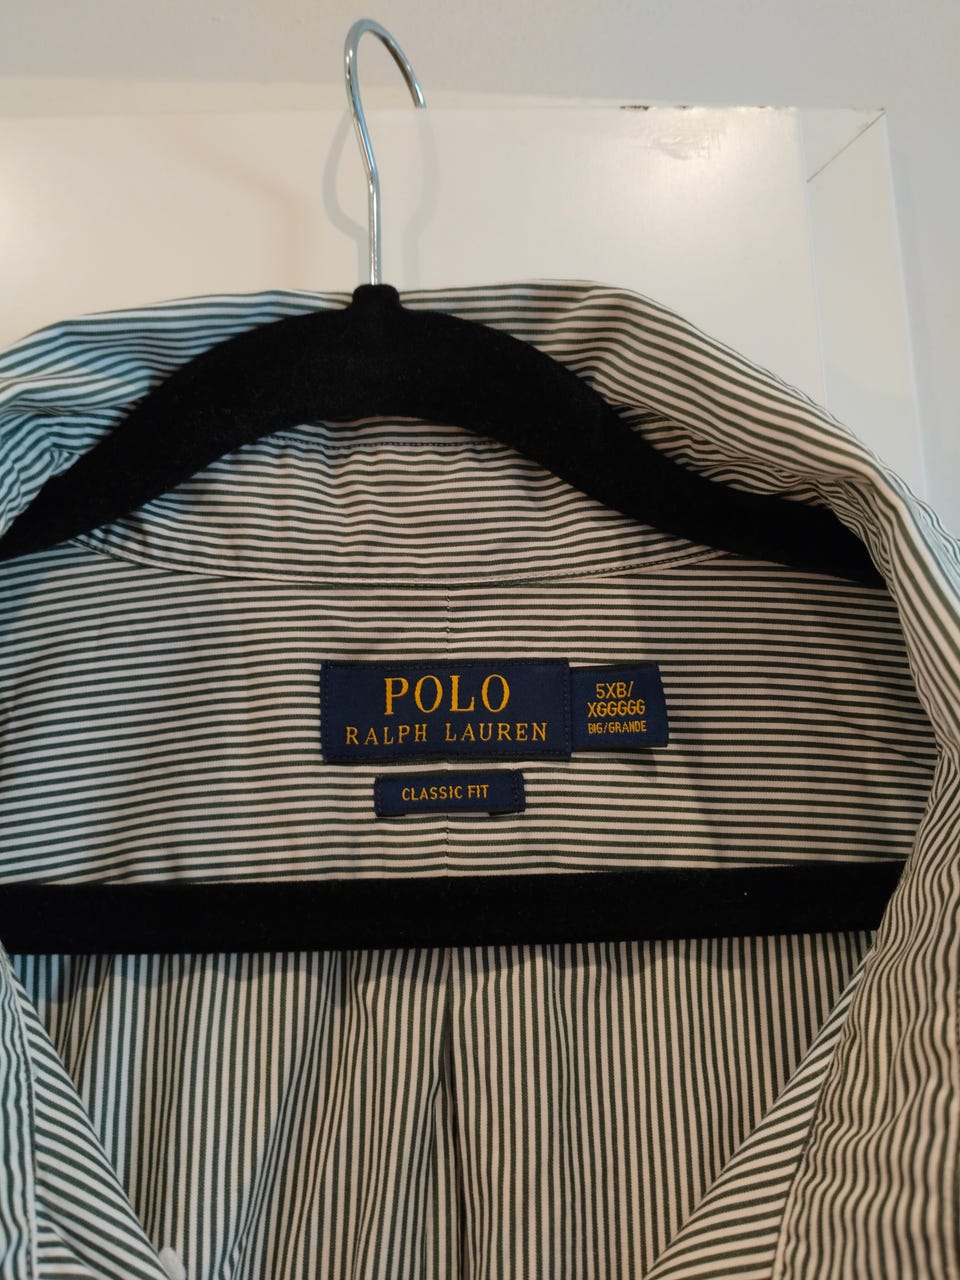 POLO
RALPH LAUREN
5XB/
XGGGGG
BIG/GRANDE
CLASSIC FIT